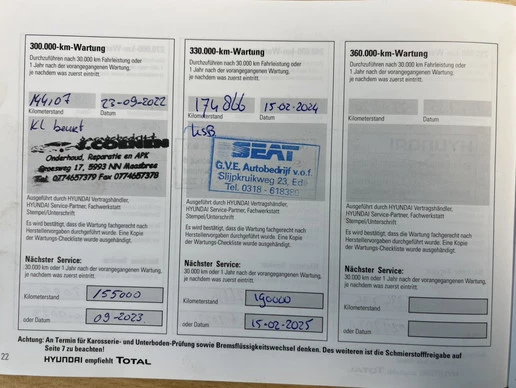 300.000-km-Wartung
Durchzuführen nach 30.000 km Fahrleistung oder
1 Jahr nach der vorangegangenen Wartung,
je nachdem was zuerst eintritt.
23-09-2022
Kilometerstand Datum
KL beurt
J.COENEN
Onderhoud, Reparatie en APK
Groesweg 17, 5993 NN Maasbree
Tel. 0774657379 Fax 0774657378
Ausgeführt durch HYUNDAI Vertragshändler,
HYUNDAI Service-Partner, Fachwerkstatt
Stempel/Unterschrift
Es wird bestätigt, dass die Wartung fachgerecht nach
Herstellervorgaben durchgeführt wurde. Eine Kopie
der Wartungs-Checkliste wurde ausgehändigt.
Nächster Service:
30.000 km oder 1 Jahr nach der vorangegangenen Wartung,
je nachdem was zuerst eintritt.
Kilometerstand 155000
oder Datum 09-2023
330.000-km-Wartung
Durchzuführen nach 30.000 km Fahrleistung oder
1 Jahr nach der vorangegangenen Wartung,
je nachdem was zuerst eintritt.
174866 15-02-2024
Kilometerstand Datum
SEAT
G.V.E. Autobedrijf v.o.f.
Slijpkruikweg 23, Ede
Tel. 0318 -
Ausgeführt durch HYUNDAI Vertragshändler,
HYUNDAI Service-Partner, Fachwerkstatt
Stempel/Unterschrift
Es wird bestätigt, dass die Wartung fachgerecht nach
Herstellervorgaben durchgeführt wurde. Eine Kopie
der Wartungs-Checkliste wurde ausgehändigt.
Nächster Service:
30.000 km oder 1 Jahr nach der vorangegangenen Wartung,
je nachdem was zuerst eintritt.
Kilometerstand 190000
oder Datum 15-02-2025
360.000-km-Wartung
Durchzuführen nach 30.000 km Fahrleistung oder
1 Jahr nach der vorangegangenen Wartung,
je nachdem was zuerst eintritt.
Kilometerstand Datum
Ausgeführt durch HYUNDAI Vertragshändler,
HYUNDAI Service-Partner, Fachwerkstatt
Stempel/Unterschrift
Es wird bestätigt, dass die Wartung fachgerecht nach
Herstellervorgaben durchgeführt wurde. Eine Kopie
der Wartungs-Checkliste wurde ausgehändigt.
Nächster Service:
30.000 km oder 1 Jahr nach der vorangegangenen Wartung,
je nachdem was zuerst eintritt.
Kilometerstand
oder Datum
Achtung: An Termine für Karosserie- und Unterboden-Prüfung sowie Bremsflüssigkeitswechsel denken. Des weiteren ist die Schmierstofffreigabe auf
Seite 7 zu beachten!
22
HYUNDAI empfiehlt TOTAL